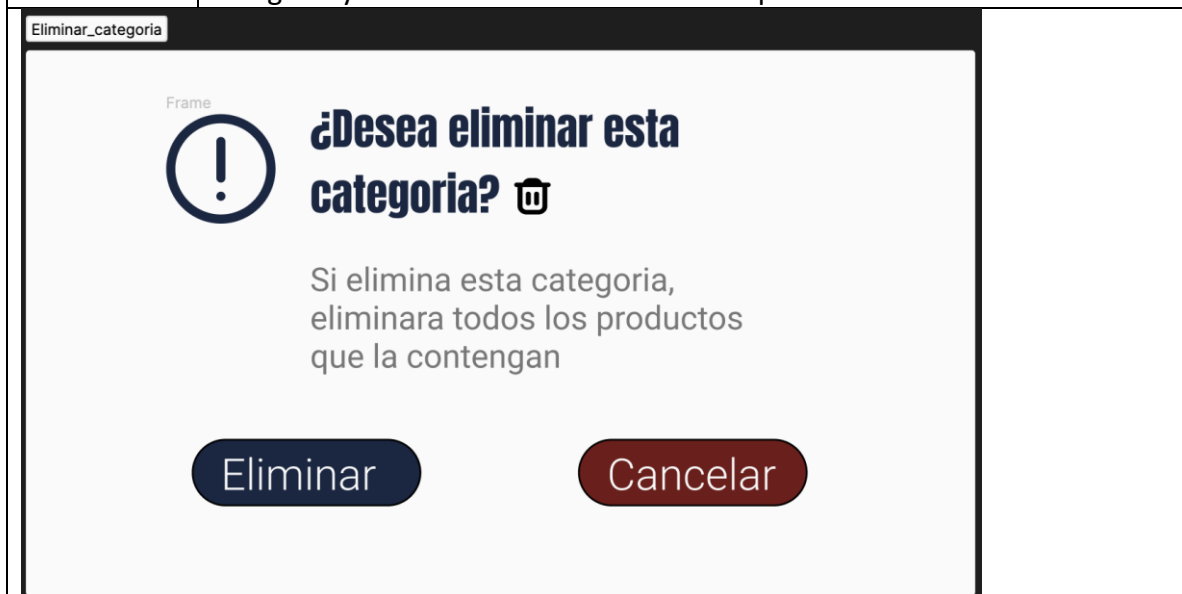 Eliminar_categoria
Frame
¿Desea eliminar esta
categoria?
Si elimina esta categoria,
eliminara todos los productos
que la contengan
Eliminar
Cancelar